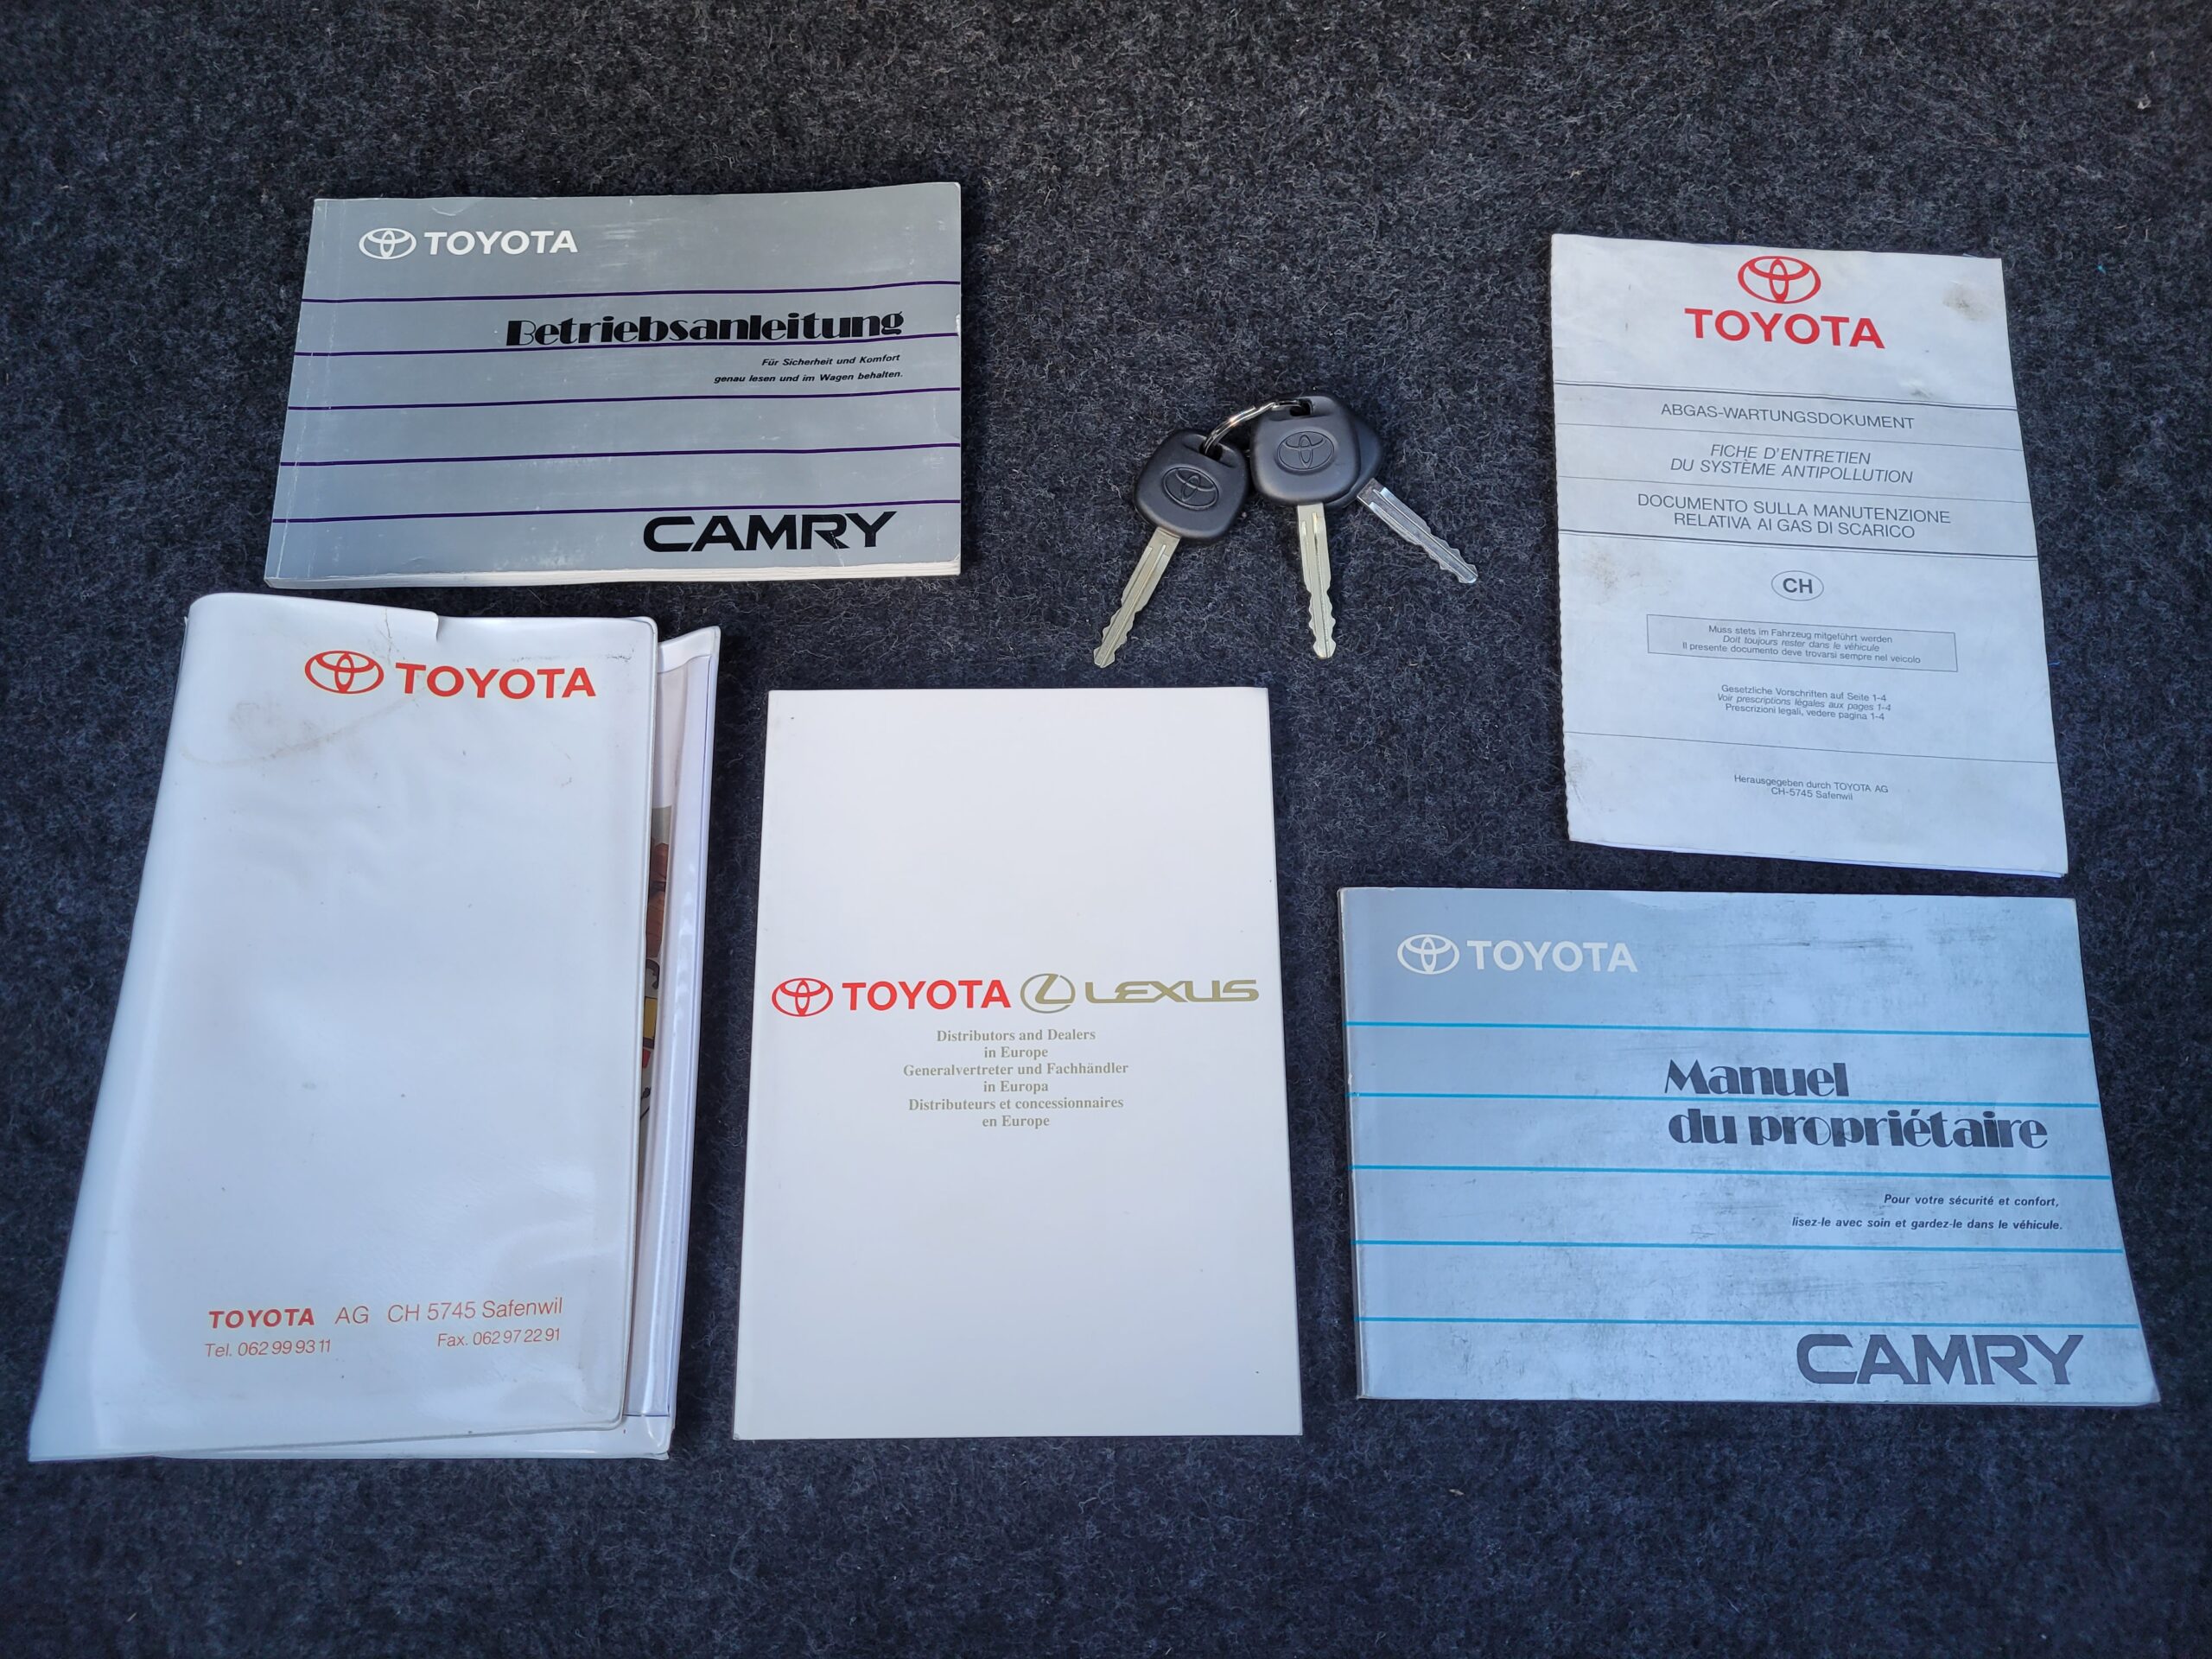 TOYOTA
Betriebsanleitung
Für Sicherheit und Komfort
genau lesen und im Wagen behalten.
CAMRY
TOYOTA
ABGAS-WARTUNGSDOKUMENT
FICHE D'ENTRETIEN
DU SYSTÈME ANTIPOLLUTION
DOCUMENTO SULLA MANUTENZIONE
RELATIVA AI GAS DI SCARICO
CH
Muss stets im Fahrzeug mitgeführt werden
Doit toujours rester dans le véhicule
Il presente documento deve trovarsi sempre nel veicolo
Gesetzliche Vorschriften auf Seite 1-4
Voir prescriptions légales aux pages 1-4
Prescrizioni legali, vedere pagina 1-4
Herausgegeben durch TOYOTA AG
CH-5745 Safenwil
TOYOTA
TOYOTA AG CH 5745 Safenwil
Tel. 062 99 93 11 Fax. 062 97 22 91
TOYOTA LEXUS
Distributors and Dealers
in Europe
Generalvertreter und Fachhändler
in Europa
Distributeurs et concessionnaires
en Europe
TOYOTA
Manuel
du propriétaire
Pour votre sécurité et confort,
lisez-le avec soin et gardez-le dans le véhicule.
CAMRY